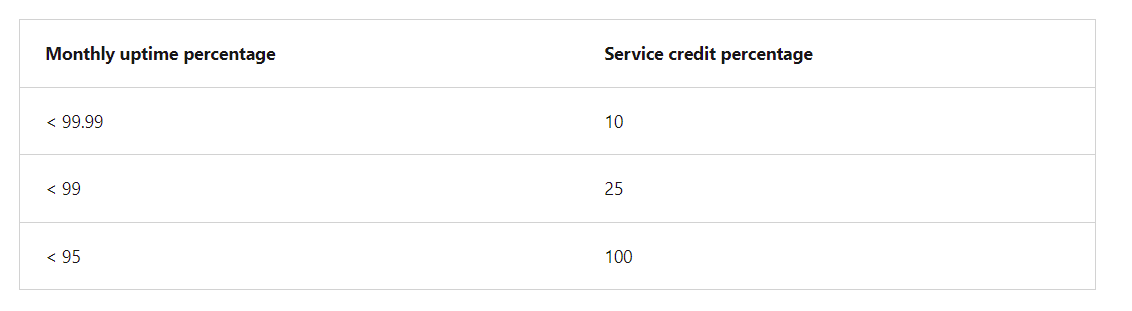 Monthly uptime percentage Service credit percentage
< 99.99 10
< 99 25
< 95 100